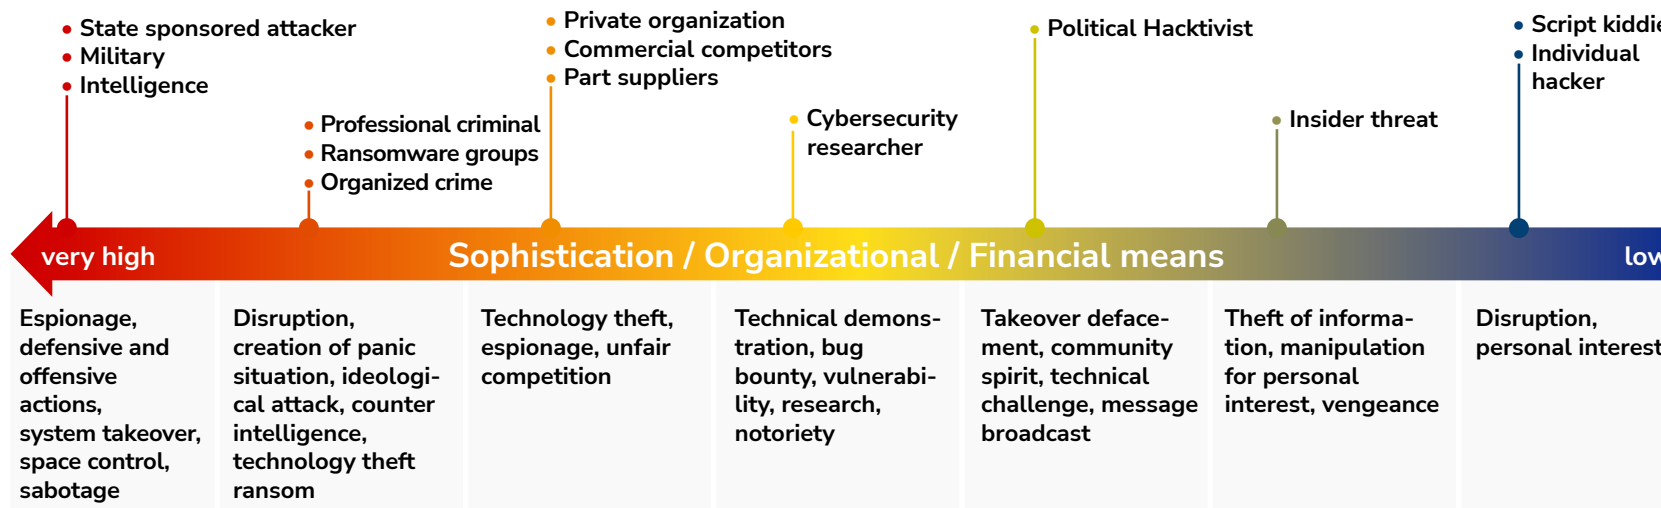 State sponsored attacker
Military
Intelligence
Professional criminal
Ransomware groups
Organized crime
Private organization
Commercial competitors
Part suppliers
Cybersecurity
researcher
Political Hacktivist
Insider threat
Script kiddie
Individual
hacker
very high
Sophistication / Organizational / Financial means
low
Espionage,
defensive and
offensive
actions,
system takeover,
space control,
sabotage
Disruption,
creation of panic
situation, ideologi-
cal attack, counter
intelligence,
technology theft
ransom
Technology theft,
espionage, unfair
competition
Technical demons-
tration, bug
bounty, vulnerabi-
lity, research,
notoriety
Takeover deface-
ment, community
spirit, technical
challenge, message
broadcast
Theft of informa-
tion, manipulation
for personal
interest, vengeance
Disruption,
personal interest